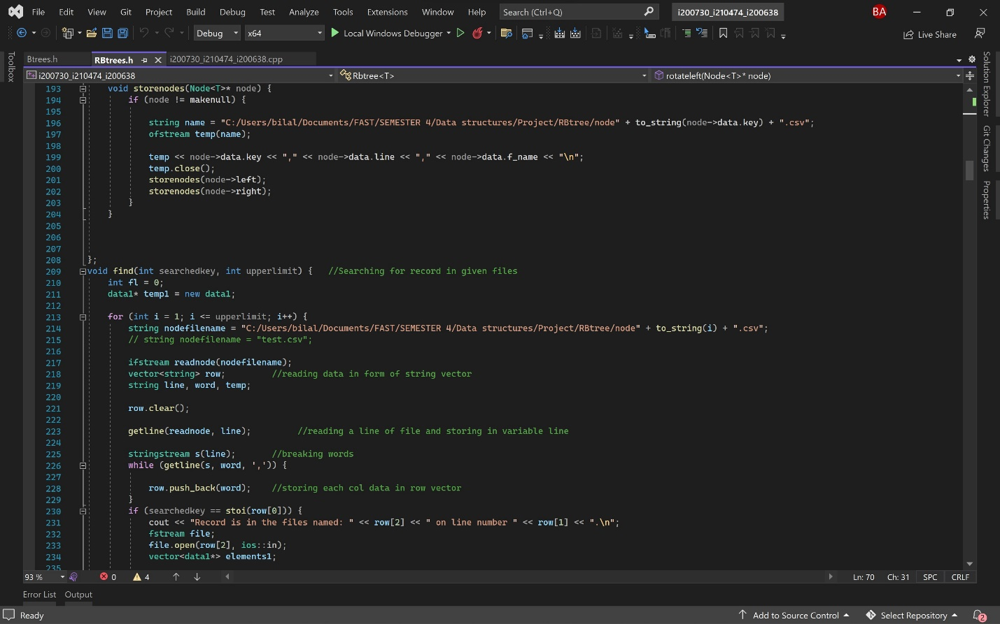 File Edit View Git Project Build Debug Test Analyze Tools Extensions Window Help Search (Ctrl+Q) i200730_i210474_i200638 BA
Debug x64 Local Windows Debugger Live Share
Btrees.h RBtrees.h i200730_i210474_i200638.cpp
i200730_i210474_i200638 Rbtree<T> rotateleft(Node<T>* node)
Toolbox
Solution Explorer
Git Changes
Properties
193 void storenodes(Node<T>* node) {
194 if (node != makenull) {
195
196 string name = "C:/Users/bilal/Documents/FAST/SEMESTER 4/Data structures/Project/RBtree/node" + to_string(node->data.key) + ".csv";
197 ofstream temp(name);
198
199 temp << node->data.key << "," << node->data.line << "," << node->data.f_name << "\n";
200 temp.close();
201 storenodes(node->left);
202 storenodes(node->right);
203 }
204 }
205
206
207
208 };
209 void find(int searchedkey, int upperlimit) { //Searching for record in given files
210 int fl = 0;
211 data1* temp1 = new data1;
212
213 for (int i = 1; i <= upperlimit; i++) {
214 string nodefilename = "C:/Users/bilal/Documents/FAST/SEMESTER 4/Data structures/Project/RBtree/node" + to_string(i) + ".csv";
215 // string nodefilename = "test.csv";
216
217 ifstream readnode(nodefilename);
218 vector<string> row; //reading data in form of string vector
219 string line, word, temp;
220
221 row.clear();
222
223 getline(readnode, line); //reading a line of file and storing in variable line
224
225 stringstream s(line); //breaking words
226 while (getline(s, word, ',')) {
227
228 row.push_back(word); //storing each col data in row vector
229 }
230 if (searchedkey == stoi(row[0])) {
231 cout << "Record is in the files named: " << row[2] << " on line number " << row[1] << ".\n";
232 fstream file;
233 file.open(row[2], ios::in);
234 vector<data1*> elements1;
235
93 % 0 4 Ln: 70 Ch: 31 SPC CRLF
Error List Output
Ready Add to Source Control Select Repository 2